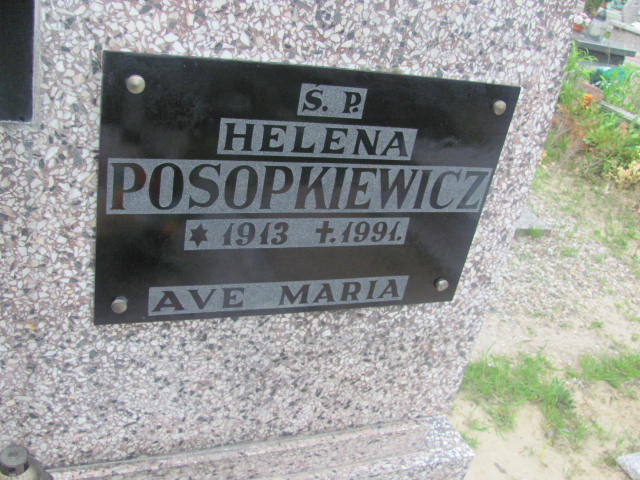 S. P.
HELENA
POSOPKIEWICZ
★ 1913 ✝.1991.
AVE MARIA